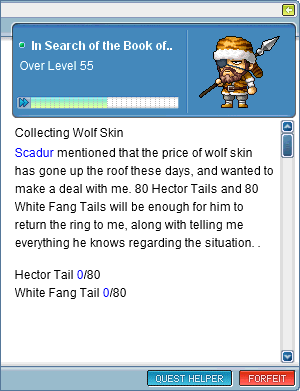 In Search of the Book of..
Over Level 55
Collecting Wolf Skin
Scadur mentioned that the price of wolf skin
has gone up the roof these days, and wanted to
make a deal with me. 80 Hector Tails and 80
White Fang Tails will be enough for him to
return the ring to me, along with telling me
everything he knows regarding the situation. .
Hector Tail 0/80
White Fang Tail 0/80
QUEST HELPER
FORFEIT